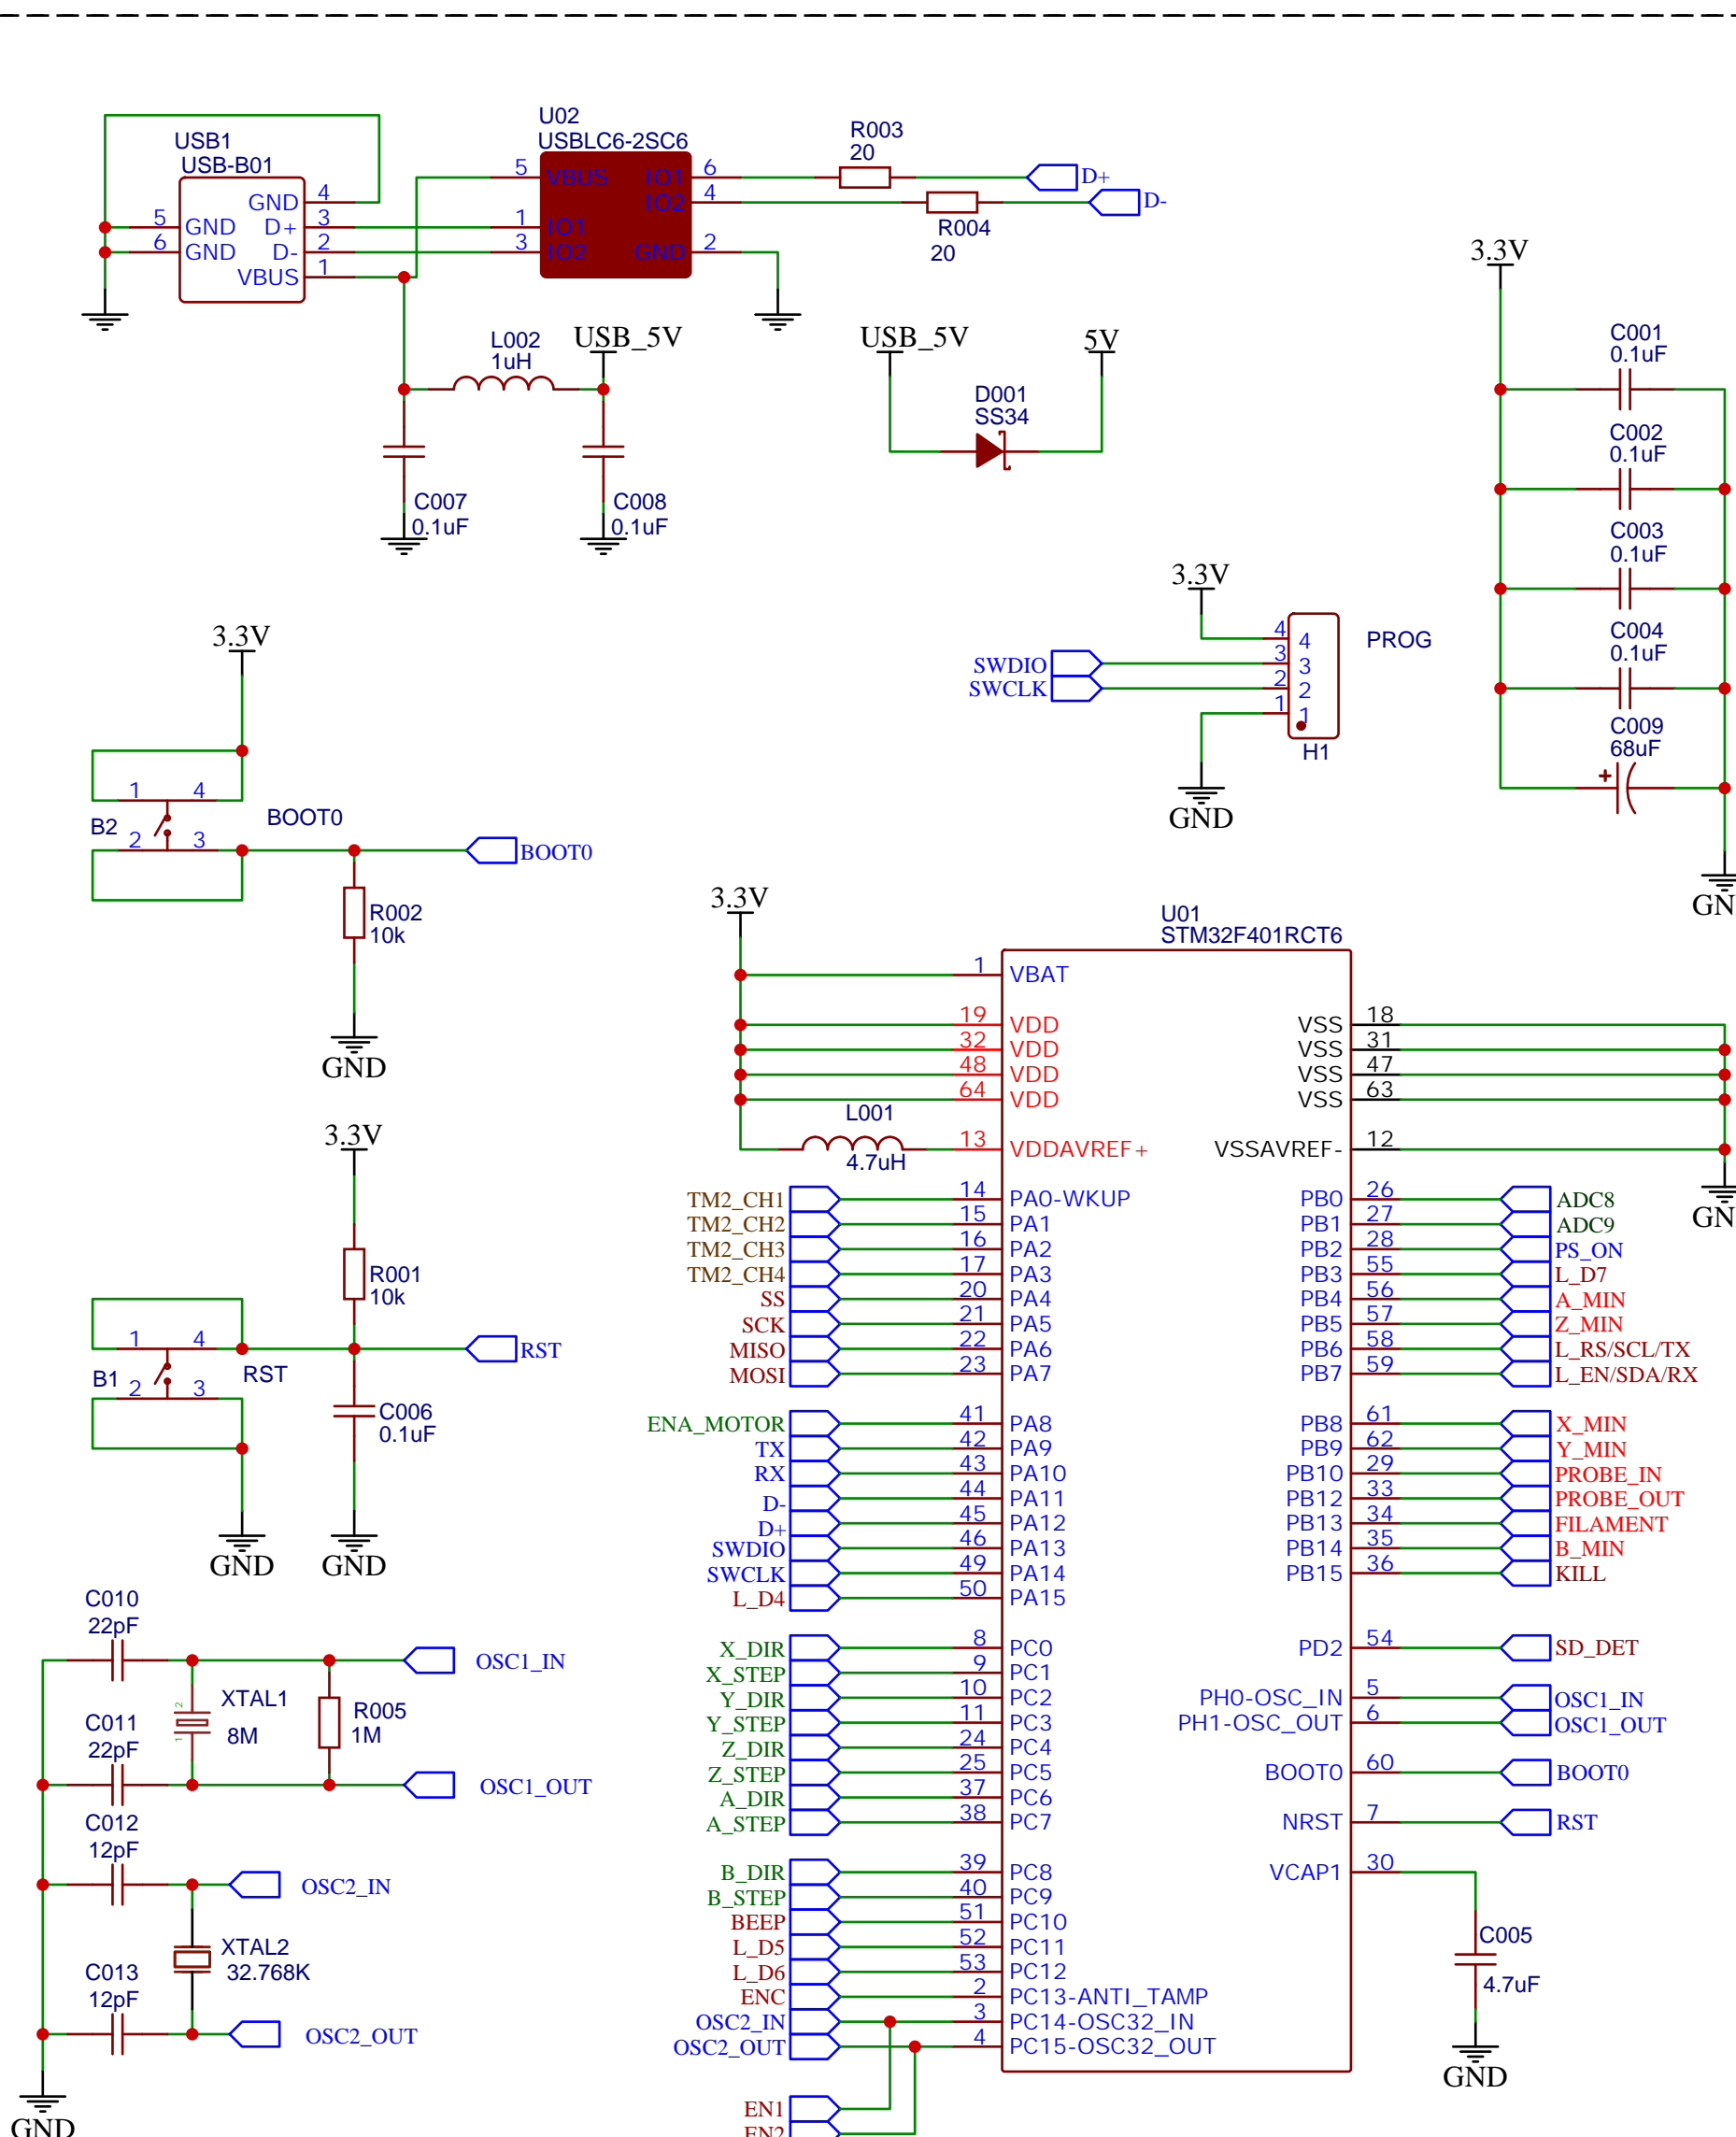 USB1
USB-B01
GND 4
5 GND D+ 3
6 GND D- 2
VBUS 1
U02
USBLC6-2SC6
5 VBUS IO1 6
IO2 4
1 IO1
3 IO2 GND 2
R003
20
D+
D-
R004
20
L002
1uH
USB_5V
C007
0.1uF
C008
0.1uF
USB_5V
5V
D001
SS34
3.3V
C001
0.1uF
C002
0.1uF
C003
0.1uF
C004
0.1uF
C009
68uF
+
GN
3.3V
SWDIO
SWCLK
4 4
3 3
2 2
1 1
PROG
H1
GND
3.3V
1 4
B2
2 3
BOOT0
BOOT0
R002
10k
GND
3.3V
R001
10k
1 4
B1
2 3
RST
RST
C006
0.1uF
GND GND
C010
22pF
OSC1_IN
XTAL1
8M
2
1
R005
1M
C011
22pF
OSC1_OUT
C012
12pF
OSC2_IN
XTAL2
32.768K
C013
12pF
OSC2_OUT
GND
3.3V
U01
STM32F401RCT6
1 VBAT
19 VDD VSS 18
32 VDD VSS 31
48 VDD VSS 47
64 VDD VSS 63
L001
4.7uH
13 VDDAVREF+ VSSAVREF- 12
GN
TM2_CH1 14 PA0-WKUP PB0 26 ADC8
TM2_CH2 15 PA1 PB1 27 ADC9
TM2_CH3 16 PA2 PB2 28 PS_ON
TM2_CH4 17 PA3 PB3 55 L_D7
SS 20 PA4 PB4 56 A_MIN
SCK 21 PA5 PB5 57 Z_MIN
MISO 22 PA6 PB6 58 L_RS/SCL/TX
MOSI 23 PA7 PB7 59 L_EN/SDA/RX
ENA_MOTOR 41 PA8 PB8 61 X_MIN
TX 42 PA9 PB9 62 Y_MIN
RX 43 PA10 PB10 29 PROBE_IN
D- 44 PA11 PB12 33 PROBE_OUT
D+ 45 PA12 PB13 34 FILAMENT
SWDIO 46 PA13 PB14 35 B_MIN
SWCLK 49 PA14 PB15 36 KILL
L_D4 50 PA15
X_DIR 8 PC0 PD2 54 SD_DET
X_STEP 9 PC1
Y_DIR 10 PC2 PH0-OSC_IN 5 OSC1_IN
Y_STEP 11 PC3 PH1-OSC_OUT 6 OSC1_OUT
Z_DIR 24 PC4
Z_STEP 25 PC5 BOOT0 60 BOOT0
A_DIR 37 PC6
A_STEP 38 PC7 NRST 7 RST
B_DIR 39 PC8 VCAP1 30
B_STEP 40 PC9
BEEP 51 PC10
L_D5 52 PC11
L_D6 53 PC12
ENC 2 PC13-ANTI_TAMP
OSC2_IN 3 PC14-OSC32_IN
OSC2_OUT 4 PC15-OSC32_OUT
C005
4.7uF
GND
EN1
EN2